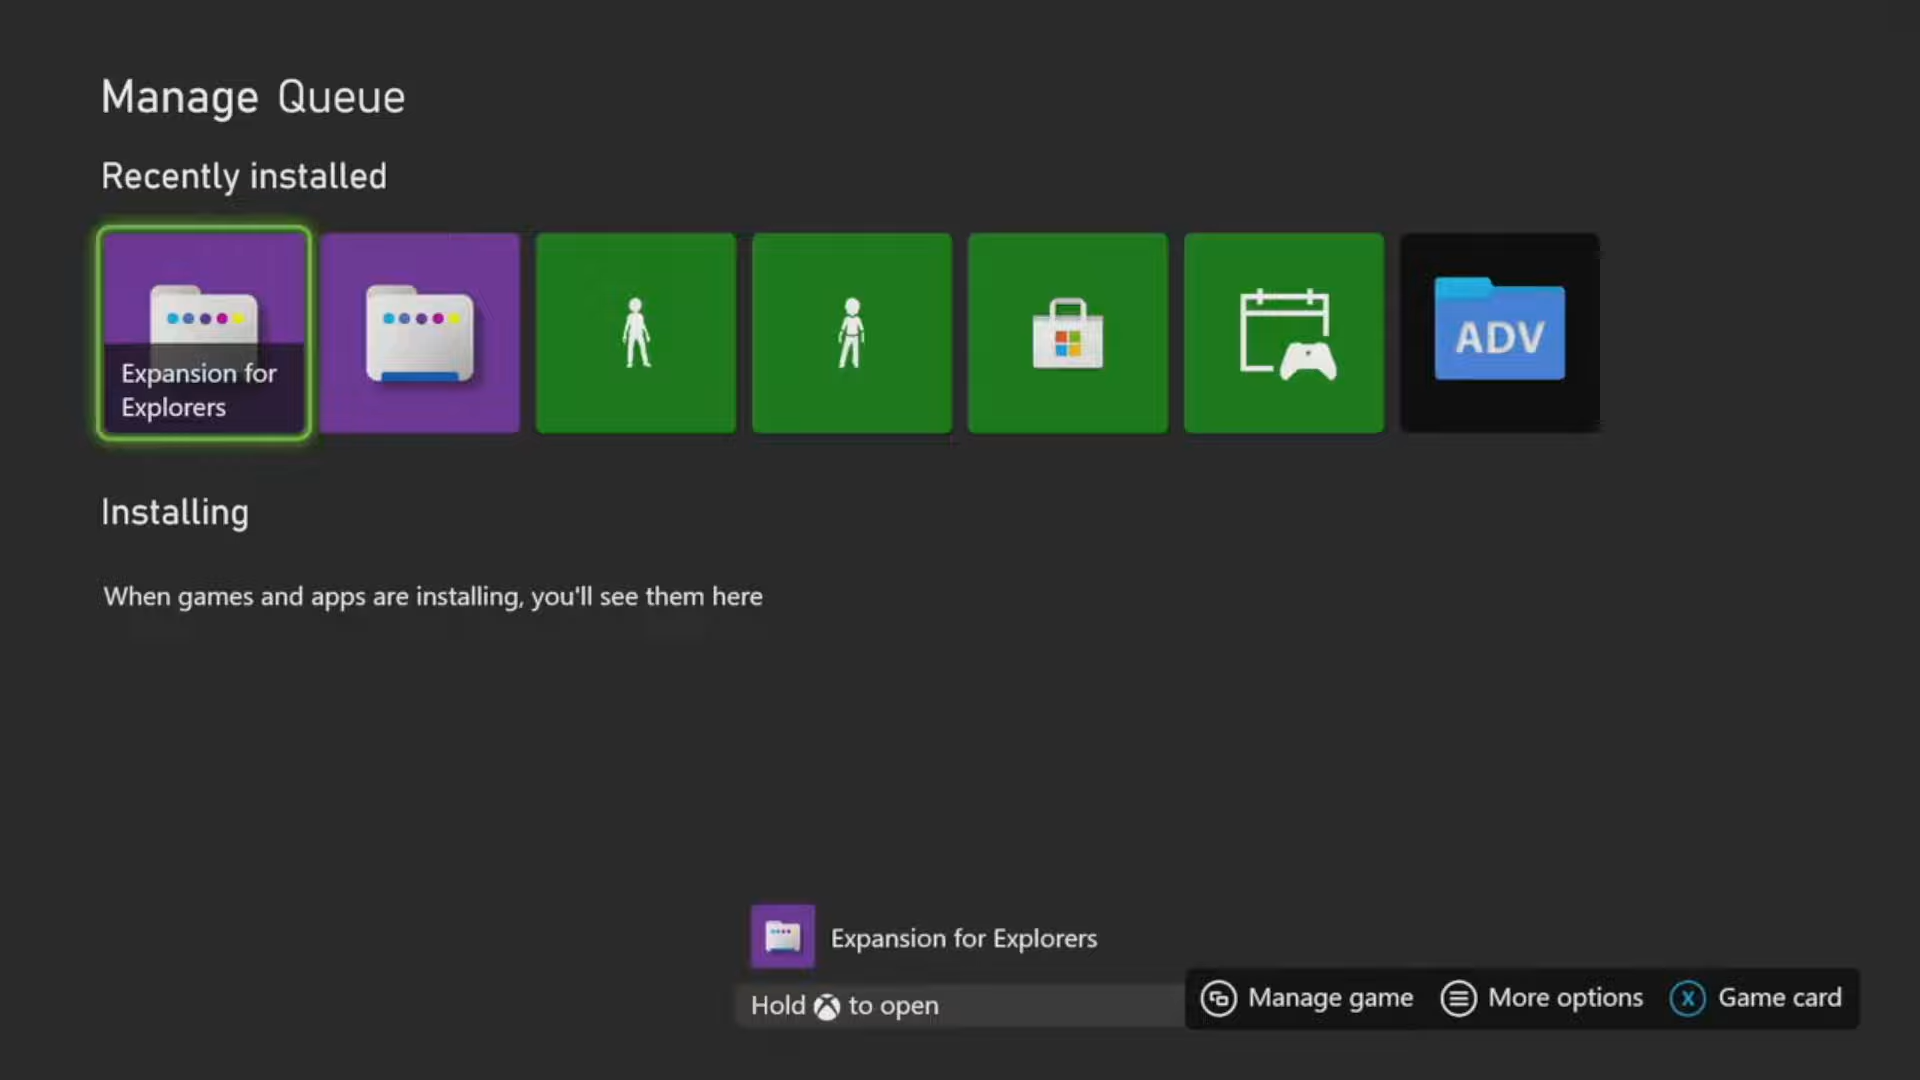 Manage Queue
Recently installed
Expansion for
Explorers
ADV
Installing
When games and apps are installing, you'll see them here
Expansion for Explorers
Hold to open
Manage game
More options
X Game card